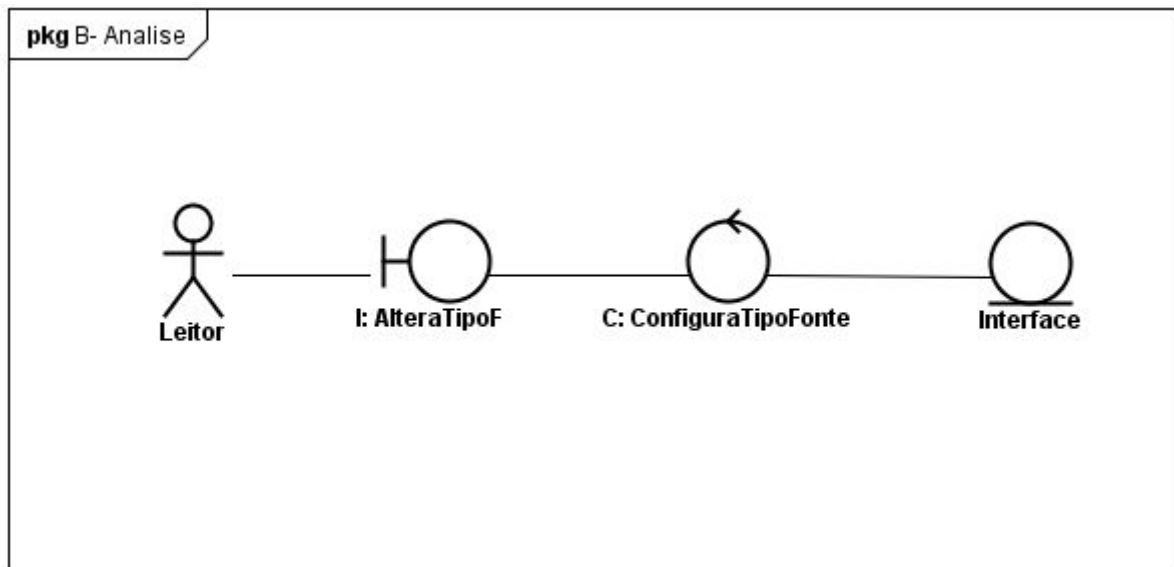 pkg B- Analise
Leitor
I: AlteraTipoF
C: ConfiguraTipoFonte
Interface